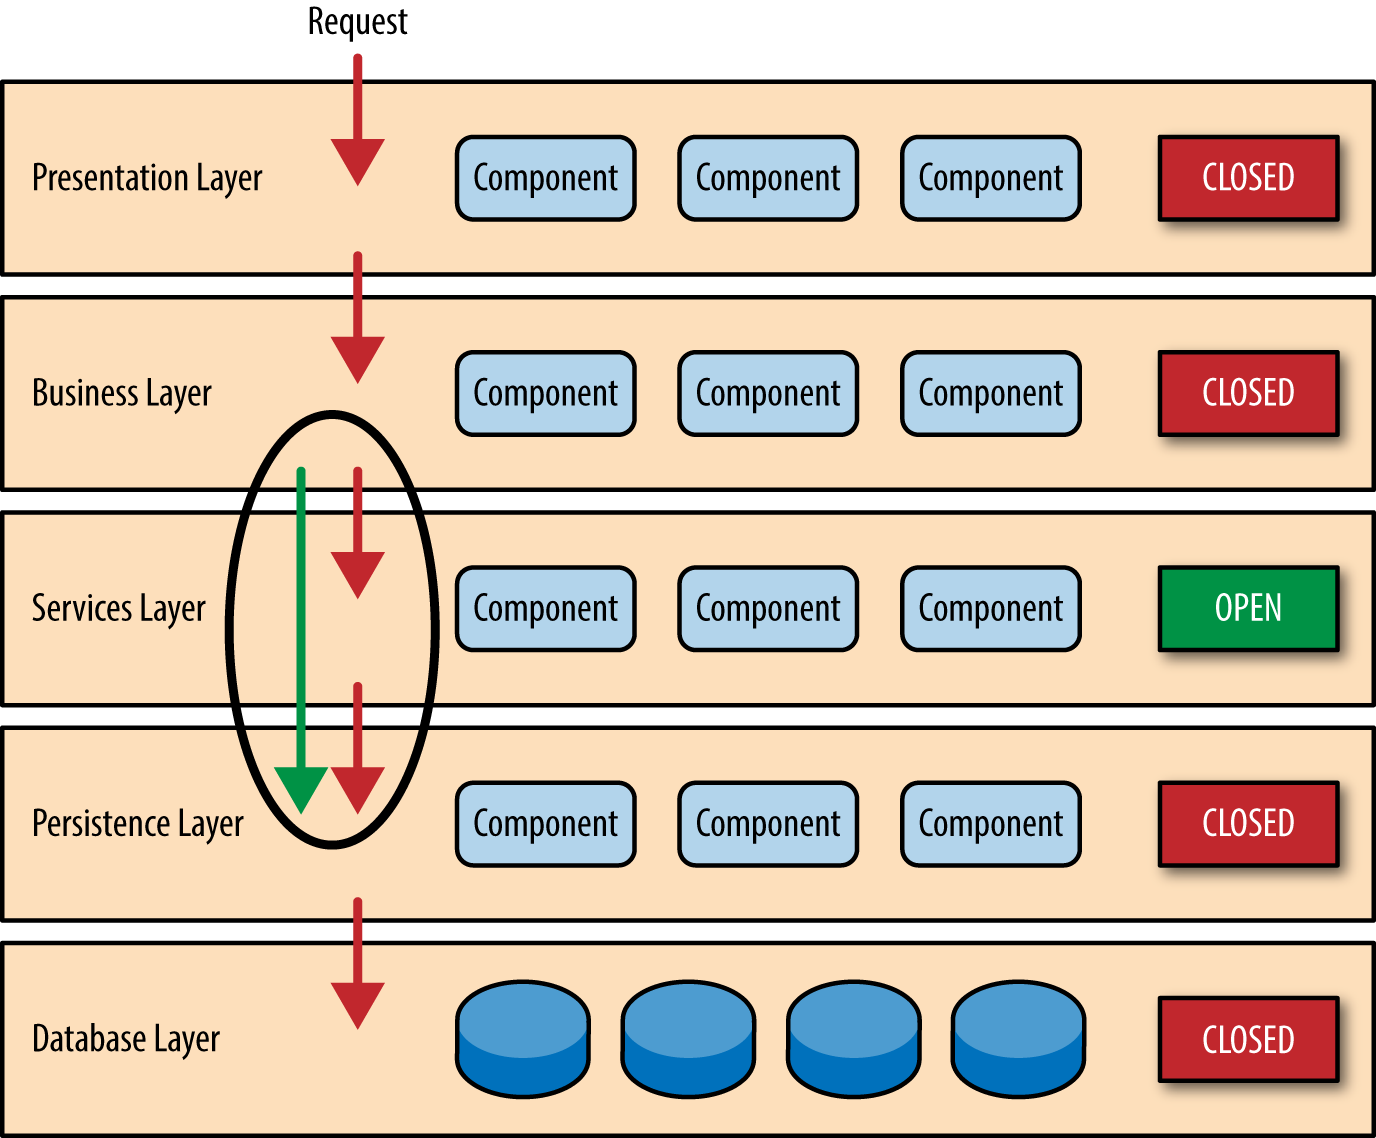 Request
Presentation Layer
Component
Component
Component
CLOSED
Business Layer
Component
Component
Component
CLOSED
Services Layer
Component
Component
Component
OPEN
Persistence Layer
Component
Component
Component
CLOSED
Database Layer
CLOSED